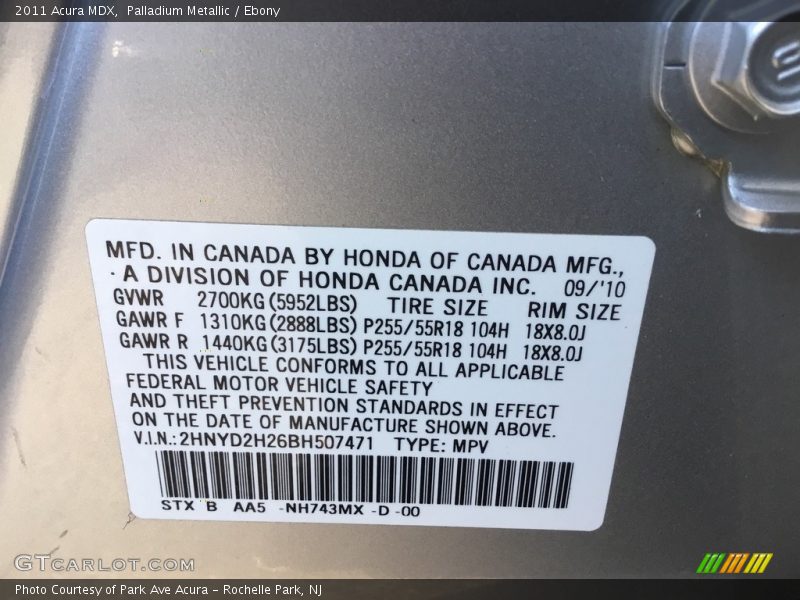 2011 Acura MDX,  Palladium Metallic / Ebony
MFD. IN CANADA BY HONDA OF CANADA MFG.,
A DIVISION OF HONDA CANADA INC. 09/'10
GVWR 2700KG(5952LBS) TIRE SIZE RIM SIZE
GAWR F 1310KG(2888LBS) P255/55R18 104H 18X8.0J
GAWR R 1440KG(3175LBS) P255/55R18 104H 18X8.0J
THIS VEHICLE CONFORMS TO ALL APPLICABLE
FEDERAL MOTOR VEHICLE SAFETY
AND THEFT PREVENTION STANDARDS IN EFFECT
ON THE DATE OF MANUFACTURE SHOWN ABOVE.
V.I.N.:2HNYD2H26BH507471 TYPE: MPV
STX B AA5 -NH743MX -D -00
GTCARLOT.COM
Photo Courtesy of Park Ave Acura – Rochelle Park, NJ